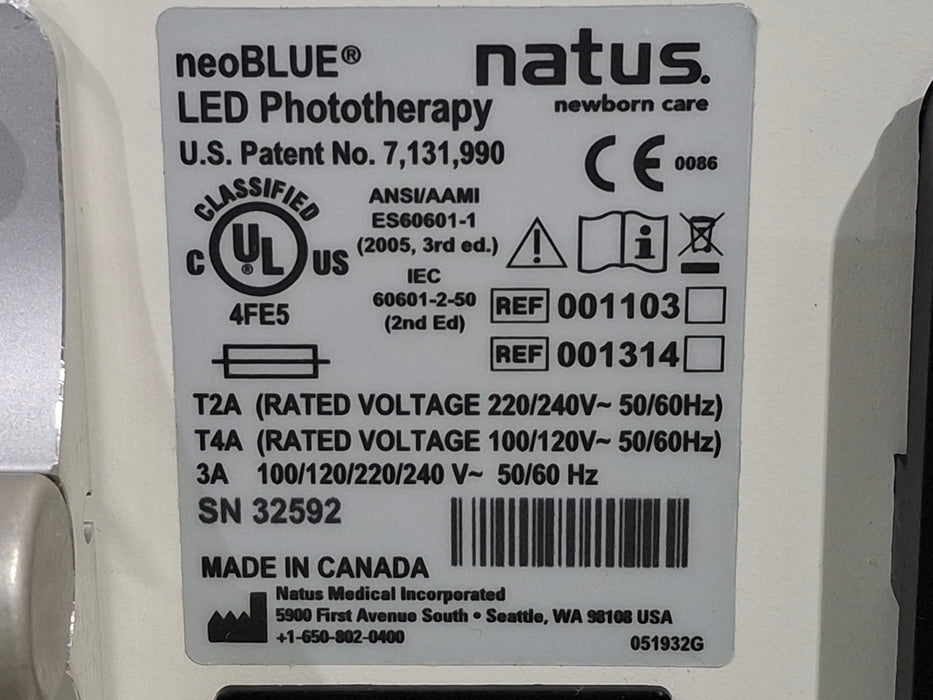 neoBLUE®
natus.
newborn care
LED Phototherapy
U.S. Patent No. 7,131,990
CE 0086
CLASSIFIED
C UL® US
4FE5
ANSI/AAMI
ES60601-1
(2005, 3rd ed.)
IEC
60601-2-50
(2nd Ed)
REF 001103
REF 001314
T2A (RATED VOLTAGE 220/240V~ 50/60Hz)
T4A (RATED VOLTAGE 100/120V~ 50/60Hz)
3A 100/120/220/240 V~ 50/60 Hz
SN 32592
MADE IN CANADA
Natus Medical Incorporated
5900 First Avenue South • Seattle, WA 98108 USA
+1-650-802-0400
051932G